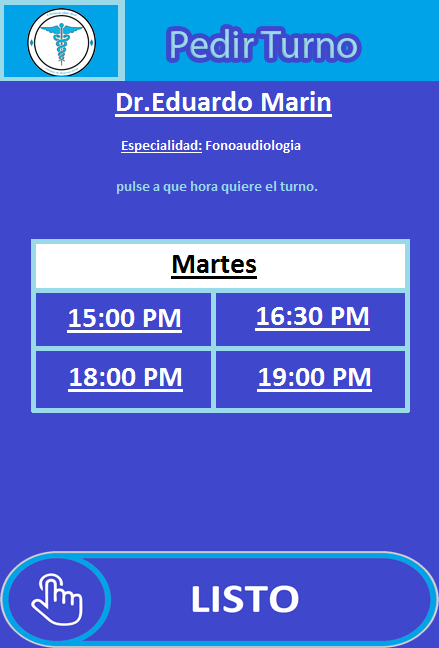 Pedir Turno
Dr.Eduardo Marin
Especialidad: Fonoaudiologia
pulse a que hora quiere el turno.
Martes
15:00 PM
16:30 PM
18:00 PM
19:00 PM
LISTO